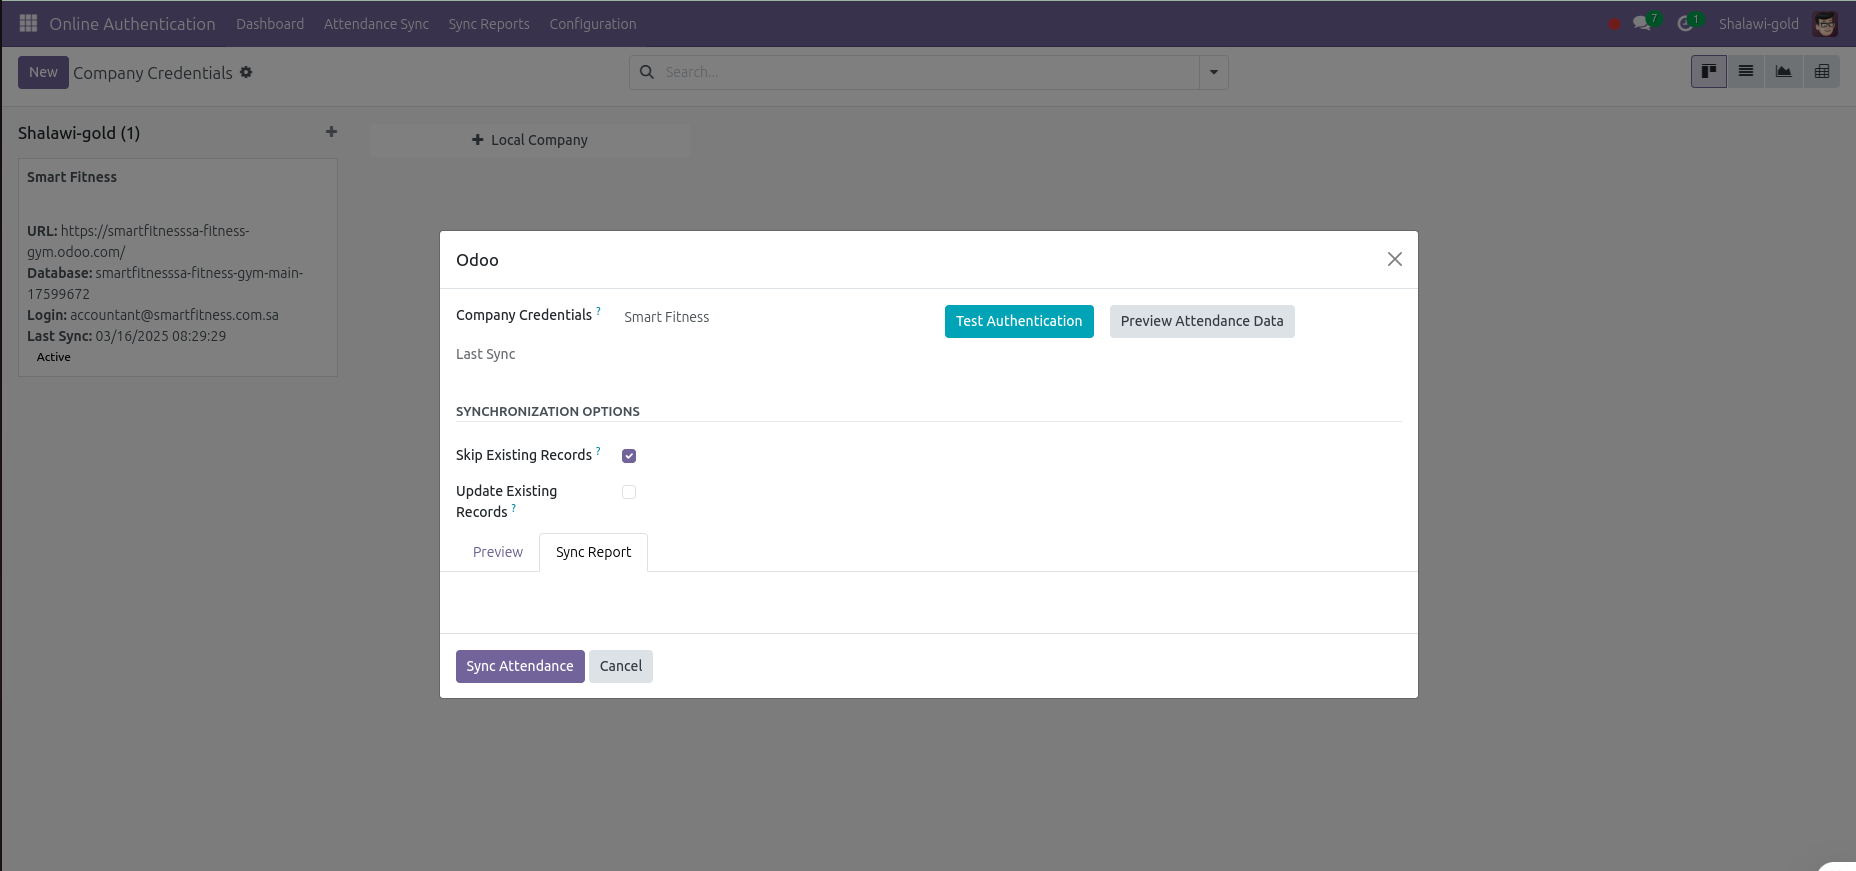 Online Authentication Dashboard Attendance Sync Sync Reports Configuration 7 1 Shalawi-gold
New Company Credentials Search...
Shalawi-gold (1)
Local Company
Smart Fitness
URL: https://smartfitnesssa-fitness-
gym.odoo.com/
Database: smartfitnesssa-fitness-gym-main-
17599672
Login: accountant@smartfitness.com.sa
Last Sync: 03/16/2025 08:29:29
Active
Odoo
Company Credentials ? Smart Fitness Test Authentication Preview Attendance Data
Last Sync
SYNCHRONIZATION OPTIONS
Skip Existing Records ?
Update Existing
Records ?
Preview Sync Report
Sync Attendance Cancel